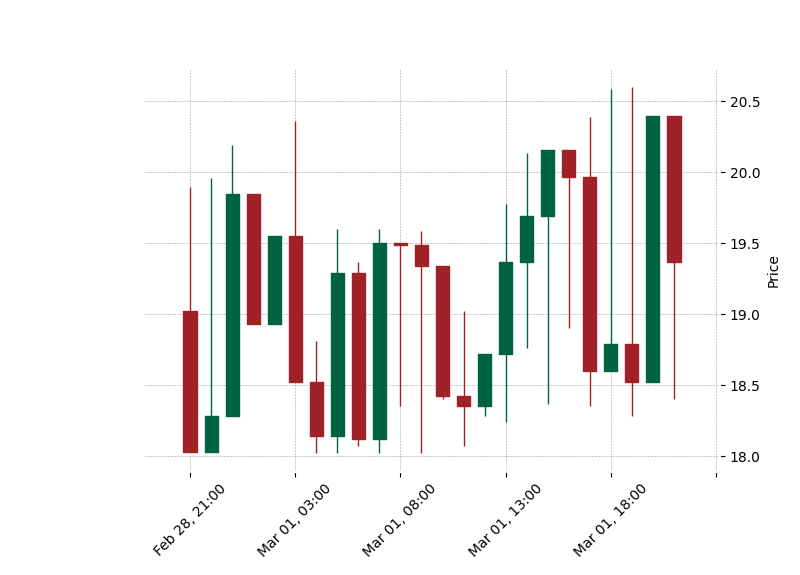 20.5
20.0
19.5
19.0
18.5
18.0
Price
Feb 28, 21:00
Mar 01, 03:00
Mar 01, 08:00
Mar 01, 13:00
Mar 01, 18:00